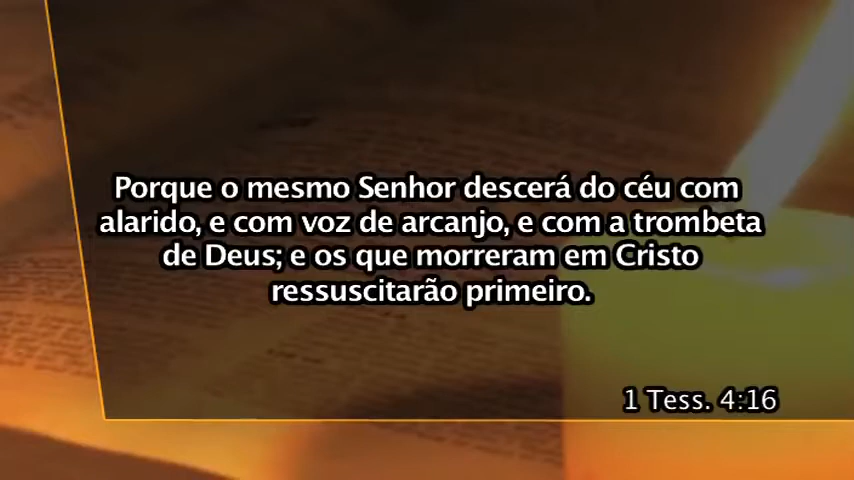 Porque o mesmo Senhor descerá do céu com
alarido, e com voz de arcanjo, e com a trombeta
de Deus; e os que morreram em Cristo
ressuscitarão primeiro.
1 Tess. 4:16